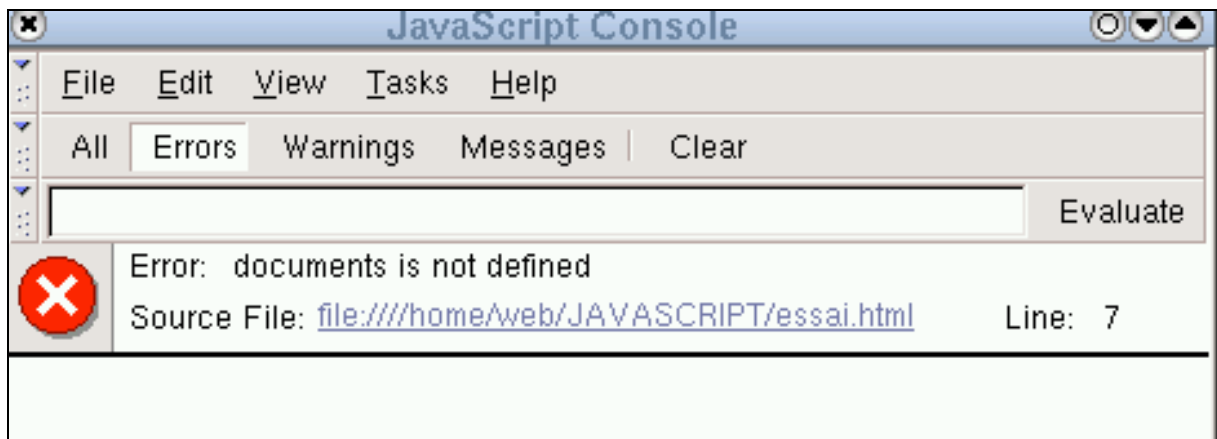 JavaScript Console
File Edit View Tasks Help
All Errors Warnings Messages Clear
Evaluate
Error: documents is not defined
Source File: file:////home/web/JAVASCRIPT/essai.html Line: 7